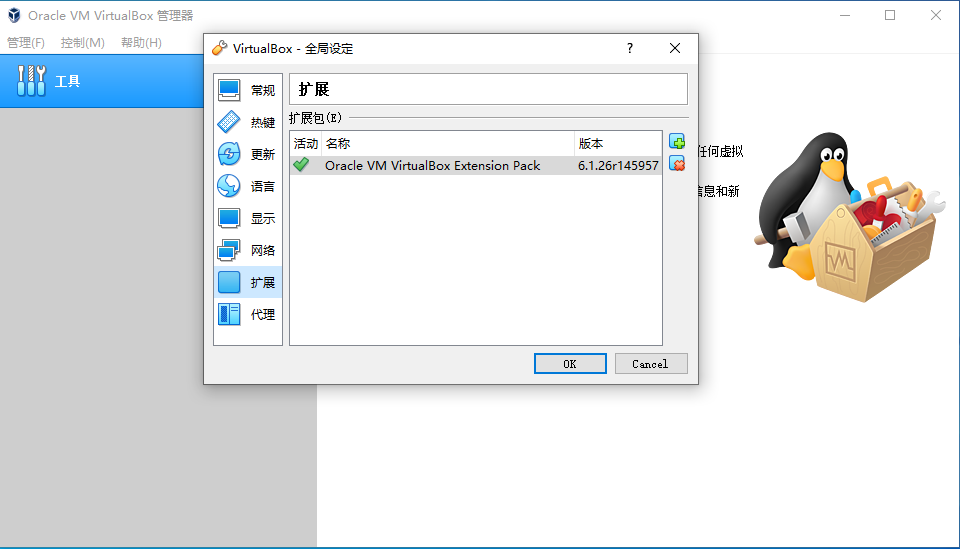 Oracle VM VirtualBox 管理器
管理(F) 控制(M) 帮助(H)
工具
VirtualBox - 全局设定
?
常规
热键
更新
语言
显示
网络
扩展
代理
扩展
扩展包(E)
活动 名称 版本
Oracle VM VirtualBox Extension Pack 6.1.26r145957
OK Cancel
任何虚拟
信息和新